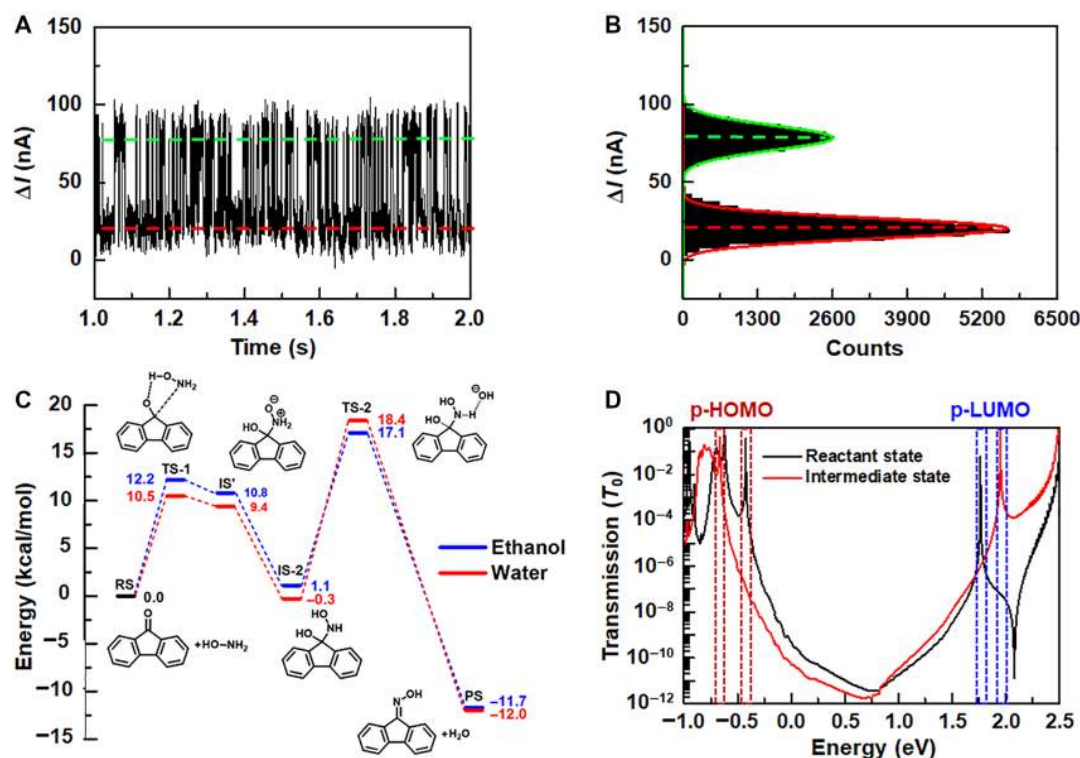 A
150
100
50
0
ΔI (nA)
1.0 1.2 1.4 1.6 1.8 2.0
Time (s)
B
150
100
50
0
ΔI (nA)
0 1300 2600 3900 5200 6500
Counts
C
20
15
10
5
0
−5
−10
−15
Energy (kcal/mol)
H–O
NH₂
O
TS-1
12.2
10.5
O⊖
HO NH₂⊕
IS'
10.8
9.4
RS
0.0
O
+HO−NH₂
IS-2
1.1
−0.3
HO
HO NH
TS-2
18.4
17.1
HO ⊖OH
HO N-H
Ethanol
Water
N-OH
+H₂O
PS
−11.7
−12.0
D
p-HOMO p-LUMO
Reactant state
Intermediate state
10⁰
10⁻²
10⁻⁴
10⁻⁶
10⁻⁸
10⁻¹⁰
10⁻¹²
Transmission (T₀)
−1.0 −0.5 0.0 0.5 1.0 1.5 2.0 2.5
Energy (eV)